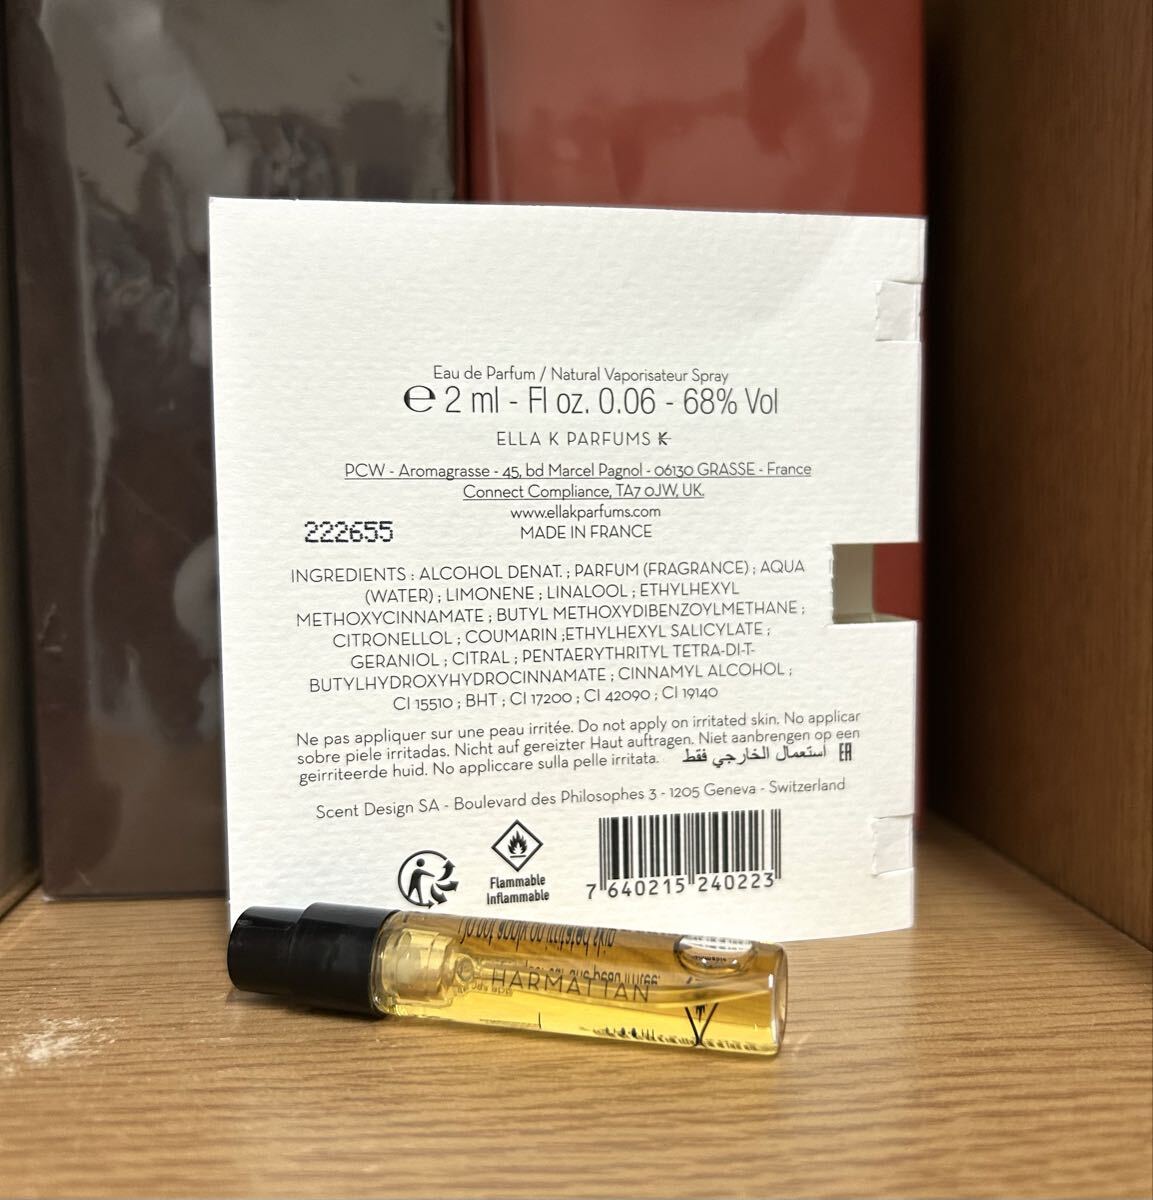 Eau de Parfum / Natural Vaporisateur Spray
℮ 2 ml - Fl oz. 0.06 - 68% Vol
ELLA K PARFUMS K
PCW - Aromagrasse - 45, bd Marcel Pagnol - 06130 GRASSE - France
Connect Compliance, TA7 0JW, UK.
www.ellakparfums.com
222655
MADE IN FRANCE
INGREDIENTS : ALCOHOL DENAT. ; PARFUM (FRAGRANCE) ; AQUA
(WATER) ; LIMONENE ; LINALOOL ; ETHYLHEXYL
METHOXYCINNAMATE ; BUTYL METHOXYDIBENZOYLMETHANE ;
CITRONELLOL ; COUMARIN ;ETHYLHEXYL SALICYLATE ;
GERANIOL ; CITRAL ; PENTAERYTHRITYL TETRA-DI-T-
BUTYLHYDROXYHYDROCINNAMATE ; CINNAMYL ALCOHOL ;
CI 15510 ; BHT ; CI 17200 ; CI 42090 ; CI 19140
Ne pas appliquer sur une peau irritée. Do not apply on irritated skin. No applicar
sobre piele irritadas. Nicht auf gereizter Haut auftragen. Niet aanbrengen op een
geirriteerde huid. No appliccare sulla pelle irritata. أستعمال الخارجي فقط EAC
Scent Design SA - Boulevard des Philosophes 3 - 1205 Geneva - Switzerland
Flammable
Inflammable
7 640215 240223
HARMATTAN